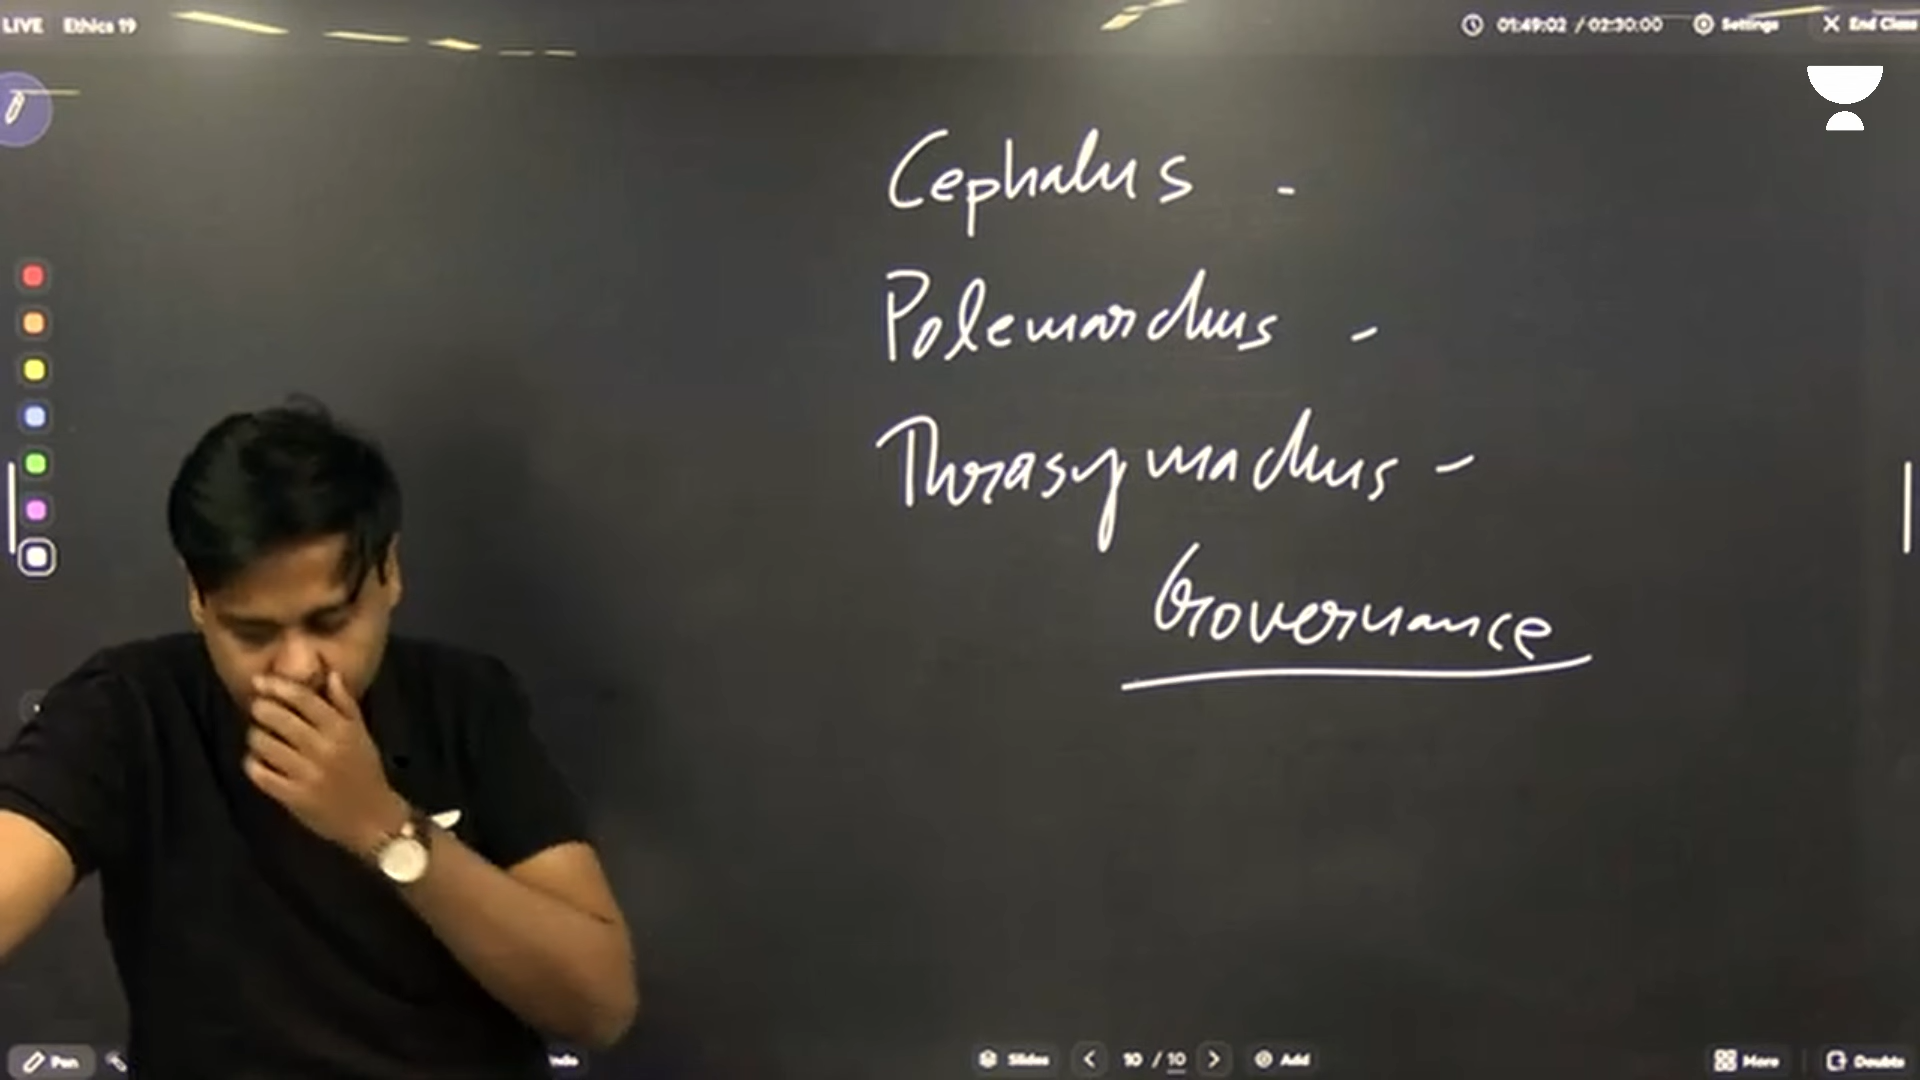 LIVE Ethics 19 01:49:02 / 02:30:00 Settings End Class
Cephalus -
Polemarchus -
Thrasymachus -
Governance
Pen Slides 10 / 10 Add More Doubts